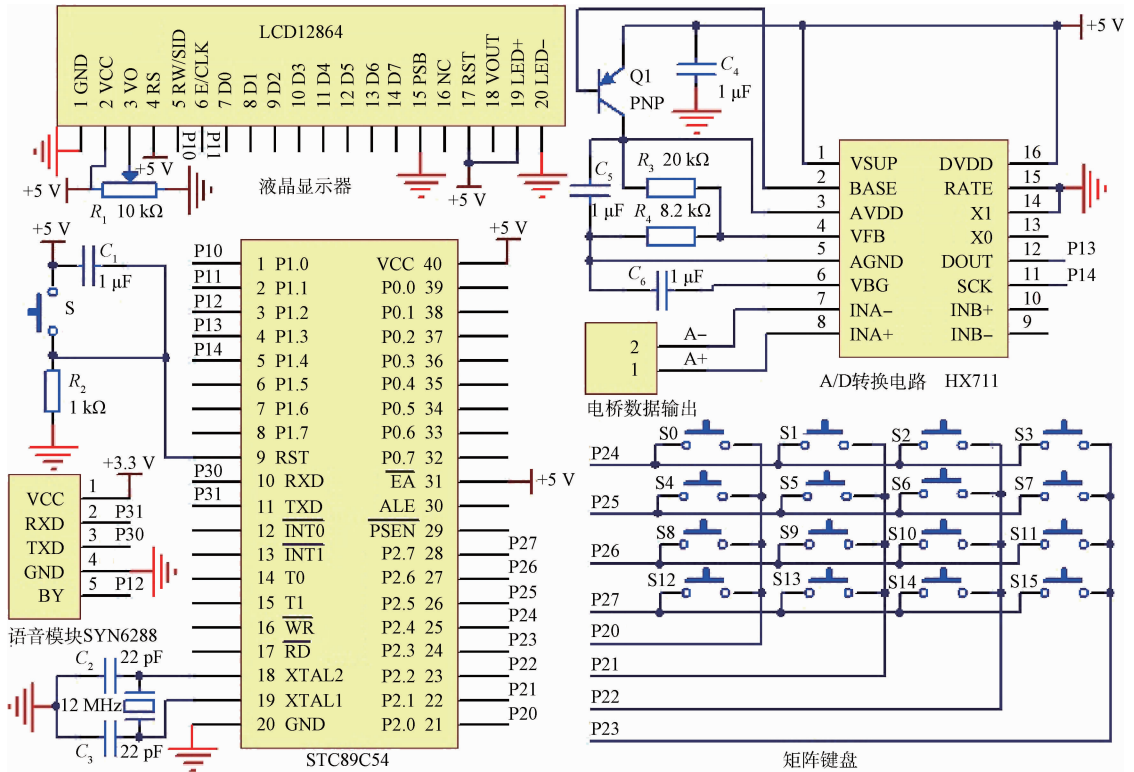 LCD12864
1 GND
2 VCC
3 VO
4 RS
5 RW/SID
6 E/CLK
7 D0
8 D1
9 D2
10 D3
11 D4
12 D5
13 D6
14 D7
15 PSB
16 NC
17 RST
18 VOUT
19 LED+
20 LED-
P10
P11
+5 V
+5 V
R1 10 kΩ
液晶显示器
+5 V
+5 V
C1
1 μF
S
R2
1 kΩ
P10 1 P1.0
P11 2 P1.1
P12 3 P1.2
P13 4 P1.3
P14 5 P1.4
6 P1.5
7 P1.6
8 P1.7
9 RST
P30 10 RXD
P31 11 TXD
12 INT0
13 INT1
14 T0
15 T1
16 WR
17 RD
18 XTAL2
19 XTAL1
20 GND
+5 V
VCC 40
P0.0 39
P0.1 38
P0.2 37
P0.3 36
P0.4 35
P0.5 34
P0.6 33
P0.7 32
EA 31 +5 V
ALE 30
PSEN 29
P2.7 28 P27
P2.6 27 P26
P2.5 26 P25
P2.4 25 P24
P2.3 24 P23
P2.2 23 P22
P2.1 22 P21
P2.0 21 P20
STC89C54
+3.3 V
VCC 1
RXD 2 P31
TXD 3 P30
GND 4
BY 5 P12
语音模块SYN6288
C2 22 pF
12 MHz
C3 22 pF
+5 V
Q1
PNP
C4
1 μF
C5
1 μF
R3 20 kΩ
R4 8.2 kΩ
C6 1 μF
1 VSUP
2 BASE
3 AVDD
4 VFB
5 AGND
6 VBG
7 INA-
8 INA+
DVDD 16
RATE 15
X1 14
X0 13
DOUT 12 P13
SCK 11 P14
INB+ 10
INB- 9
2 A-
1 A+
A/D转换电路 HX711
电桥数据输出
S0 S1 S2 S3
P24
S4 S5 S6 S7
P25
S8 S9 S10 S11
P26
S12 S13 S14 S15
P27
P20
P21
P22
P23
矩阵键盘